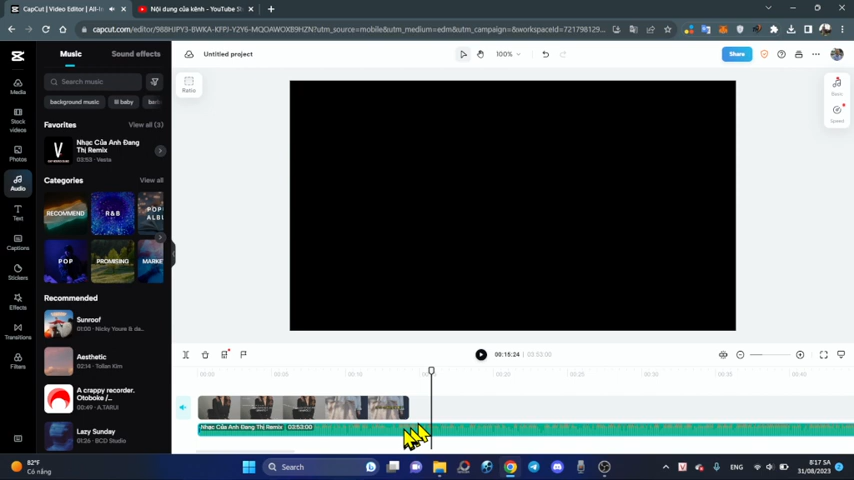 CapCut | Video Editor | All-I
Nội dung của kênh - YouTube S
capcut.com/editor/988HJPY3-BWKA-KFPJ-Y2Y6-MQOAWOXB9HZN?utm_source=mobile&utm_medium=edm&utm_campaign=&workspaceId=721798129...
Music
Sound effects
Untitled project
100%
Share
Media
Stock videos
Photos
Audio
Text
Captions
Stickers
Effects
Transitions
Filters
Search music
background music
lil baby
Favorites
View all (3)
Nhạc Của Anh Đang
Thị Remix
03:53 · Vesta
Categories
View all
RECOMMEND
R&B
POP
ALBU
POP
PROMISING
MARKE
Recommended
Sunroof
01:00 · Nicky Youre & da...
Aesthetic
02:14 · Tollan Kim
A crappy recorder.
Otoboke /...
00:49 · A.TARUI
Lazy Sunday
01:26 · BCD Studio
Ratio
Basic
Speed
00:15:24 | 03:53:00
00:00
00:05
00:10
00:20
00:25
00:30
00:35
00:40
Nhạc Của Anh Đang Thị Remix
03:53:00
82°F
Có nắng
Search
ENG
8:17 SA
31/08/2023